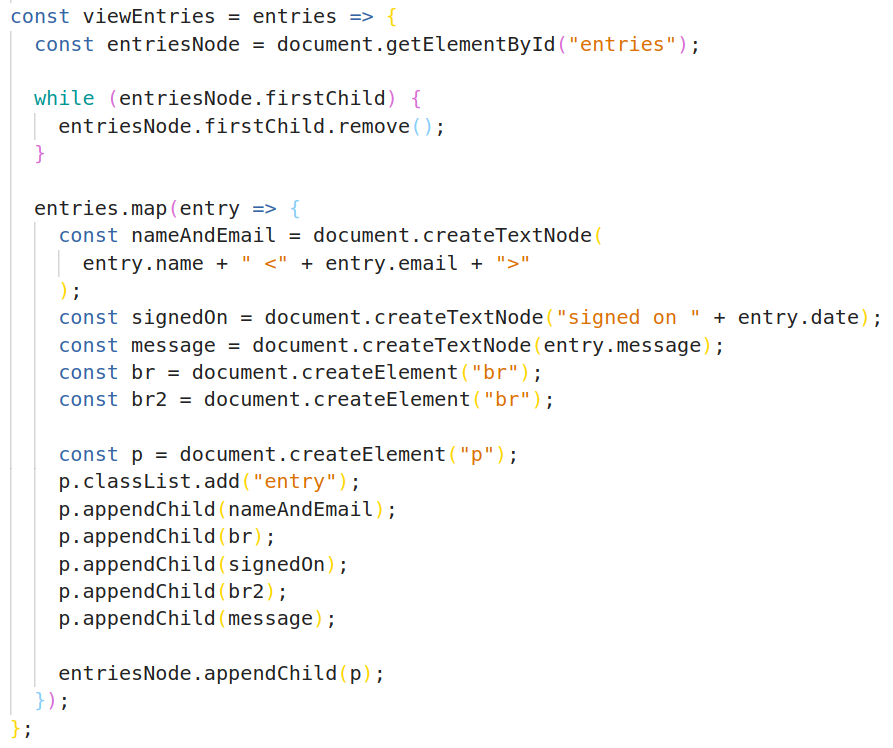 const viewEntries = entries => {
  const entriesNode = document.getElementById("entries");

  while (entriesNode.firstChild) {
    entriesNode.firstChild.remove();
  }

  entries.map(entry => {
    const nameAndEmail = document.createTextNode(
      entry.name + " <" + entry.email + ">"
    );
    const signedOn = document.createTextNode("signed on " + entry.date);
    const message = document.createTextNode(entry.message);
    const br = document.createElement("br");
    const br2 = document.createElement("br");

    const p = document.createElement("p");
    p.classList.add("entry");
    p.appendChild(nameAndEmail);
    p.appendChild(br);
    p.appendChild(signedOn);
    p.appendChild(br2);
    p.appendChild(message);

    entriesNode.appendChild(p);
  });
};